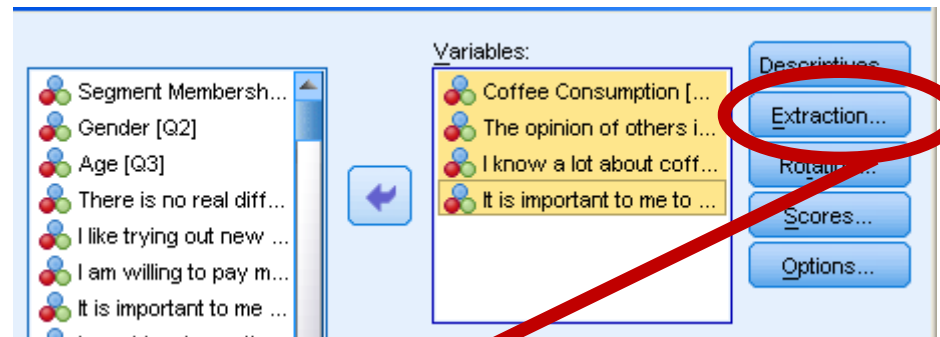 Variables:
Segment Membersh...
Gender [Q2]
Age [Q3]
There is no real diff...
I like trying out new ...
I am willing to pay m...
It is important to me ...
Coffee Consumption [...
The opinion of others i...
I know a lot about coff...
It is important to me to ...
Descriptives...
Extraction...
Rotation...
Scores...
Options...